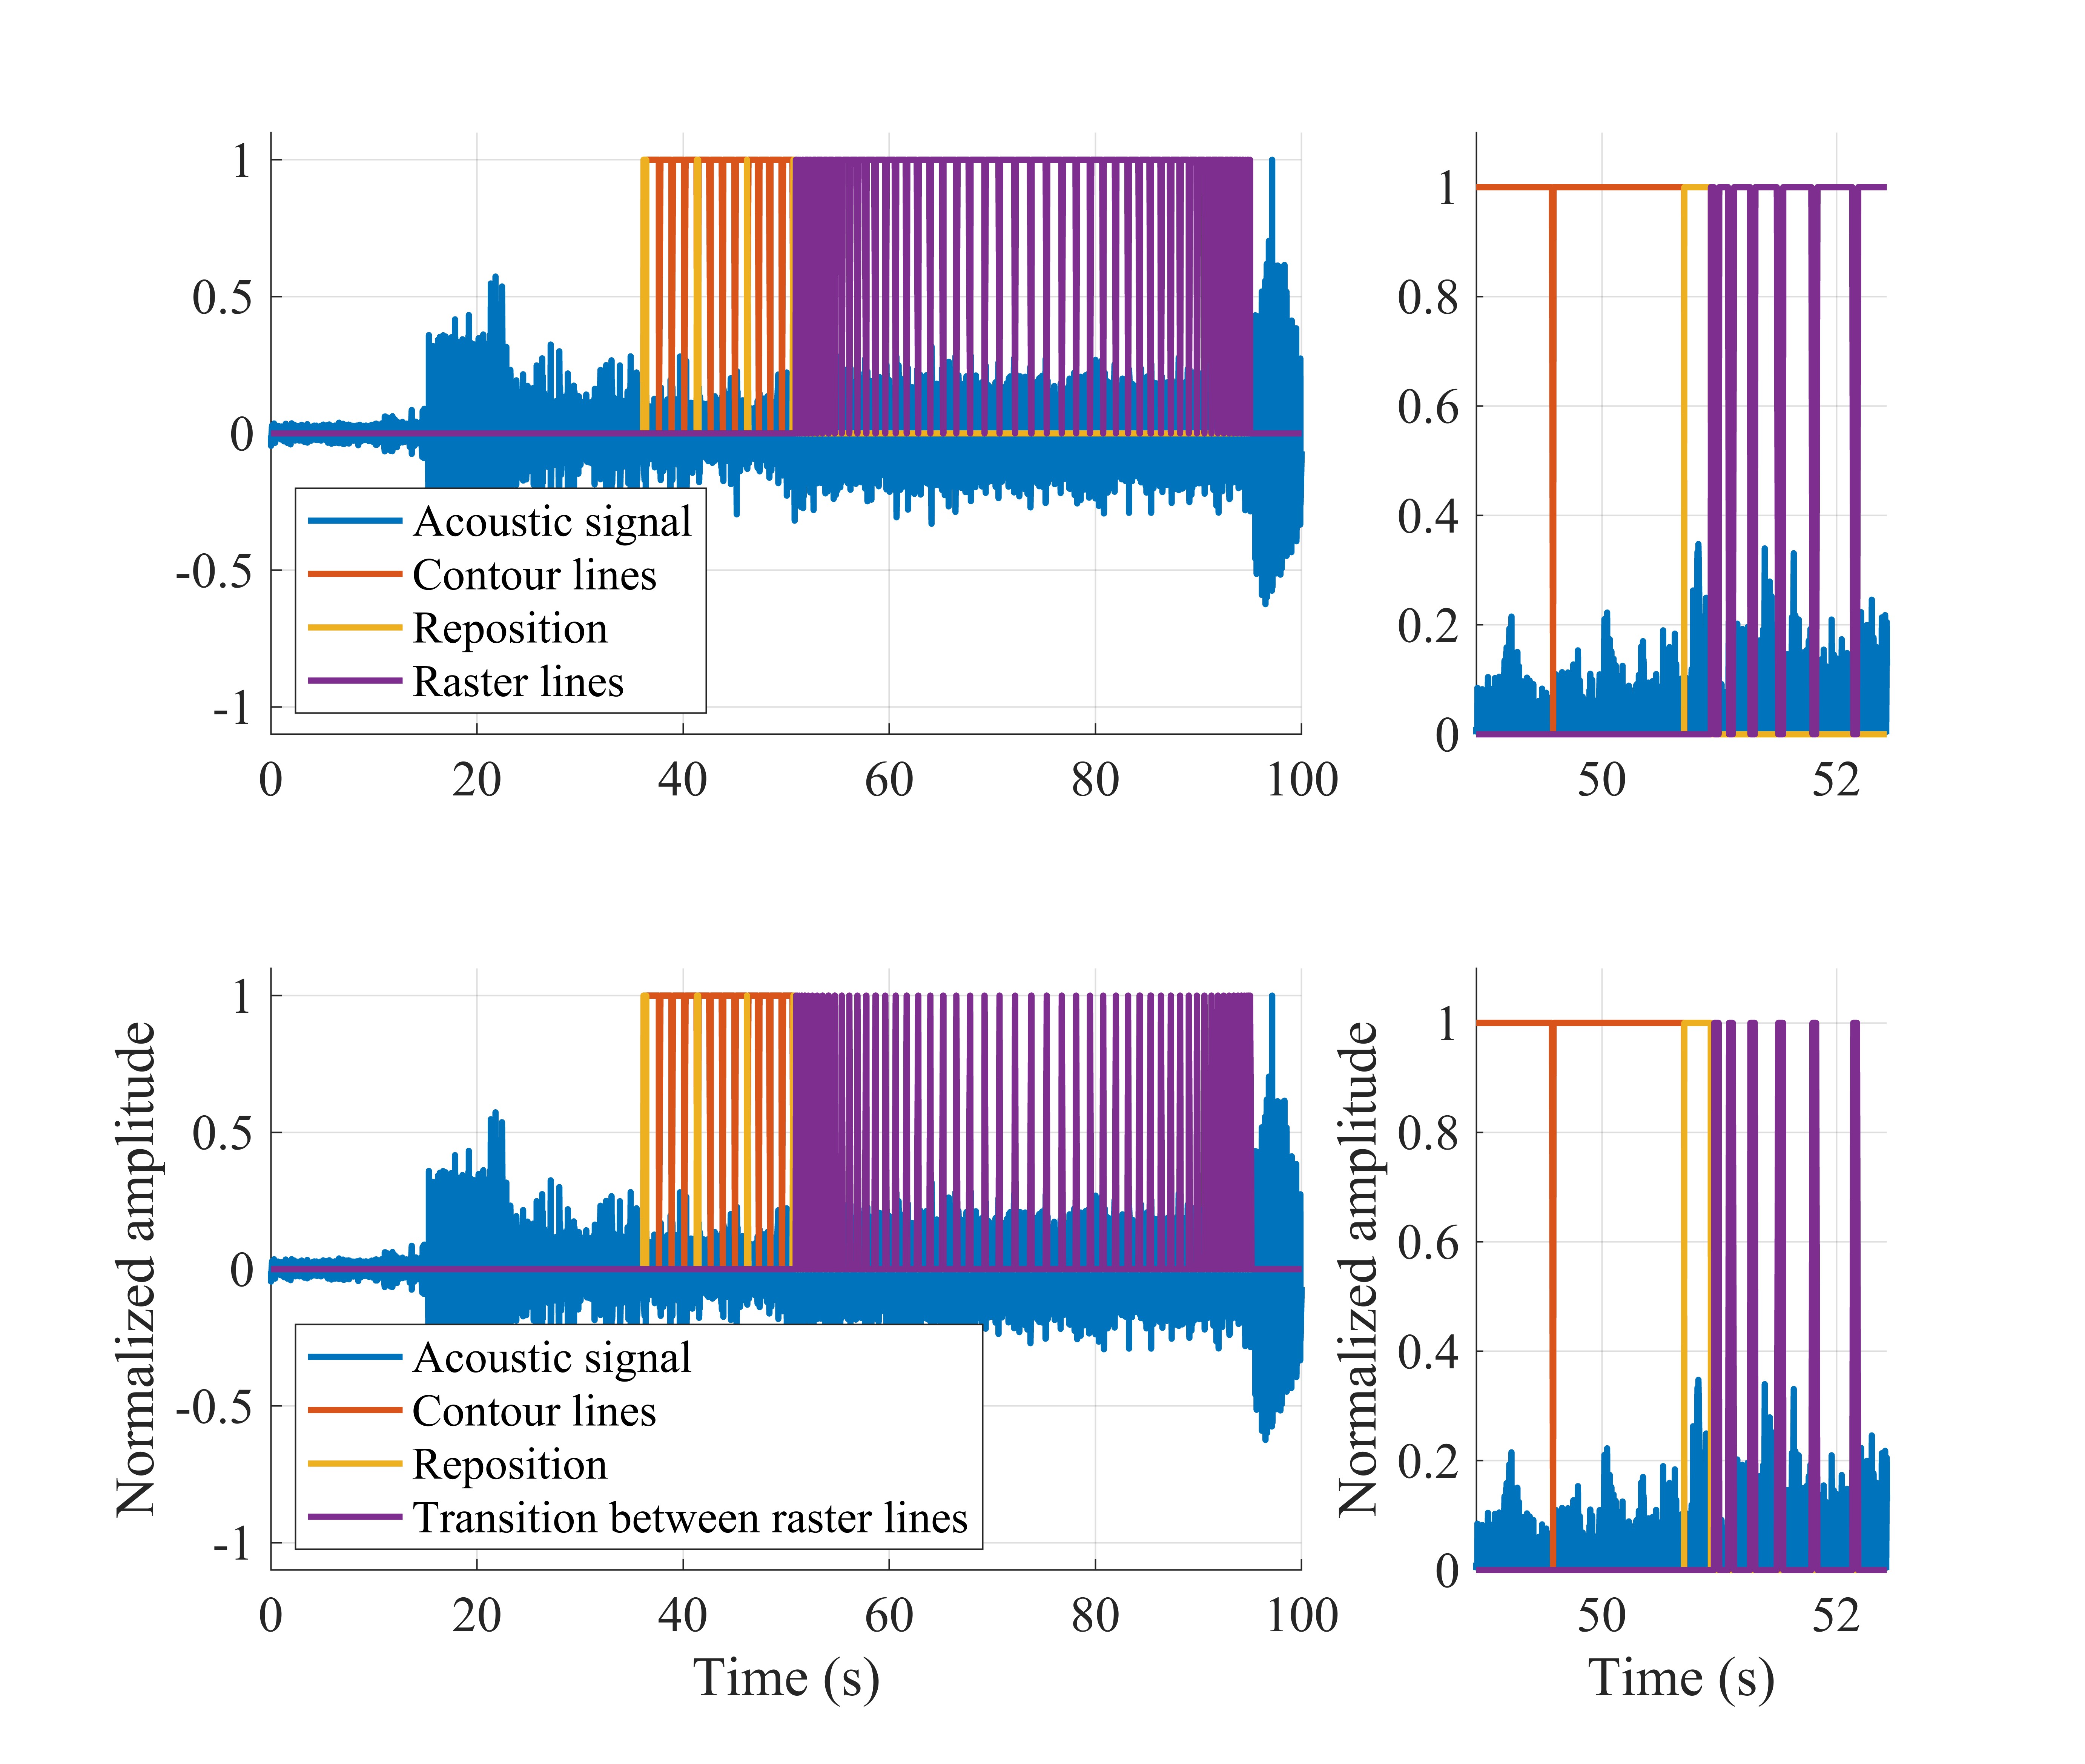 1
0.5
0
-0.5
-1
Acoustic signal
Contour lines
Reposition
Raster lines
0 20 40 60 80 100
1
0.8
0.6
0.4
0.2
0
50 52
Normalized amplitude
1
0.5
0
-0.5
-1
Acoustic signal
Contour lines
Reposition
Transition between raster lines
0 20 40 60 80 100
Time (s)
Normalized amplitude
1
0.8
0.6
0.4
0.2
0
50 52
Time (s)